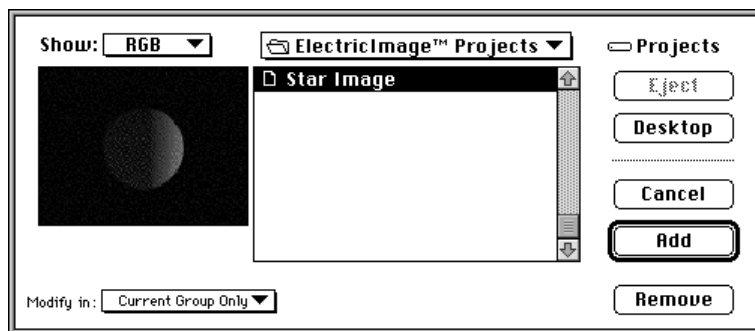 Show: RGB
ElectricImage™ Projects
Projects
Star Image
Eject
Desktop
Cancel
Add
Modify in: Current Group Only
Remove